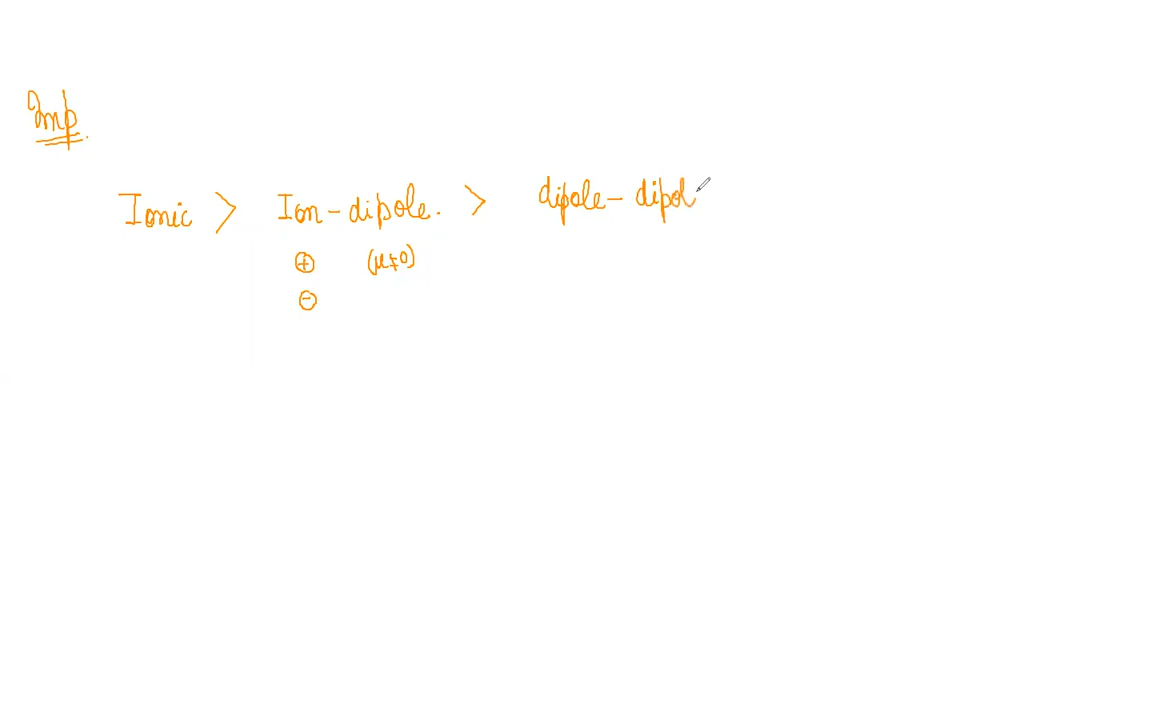 Imp.
Ionic > Ion-dipole. > dipole-dipol
⊕ (μ≠0)
⊖